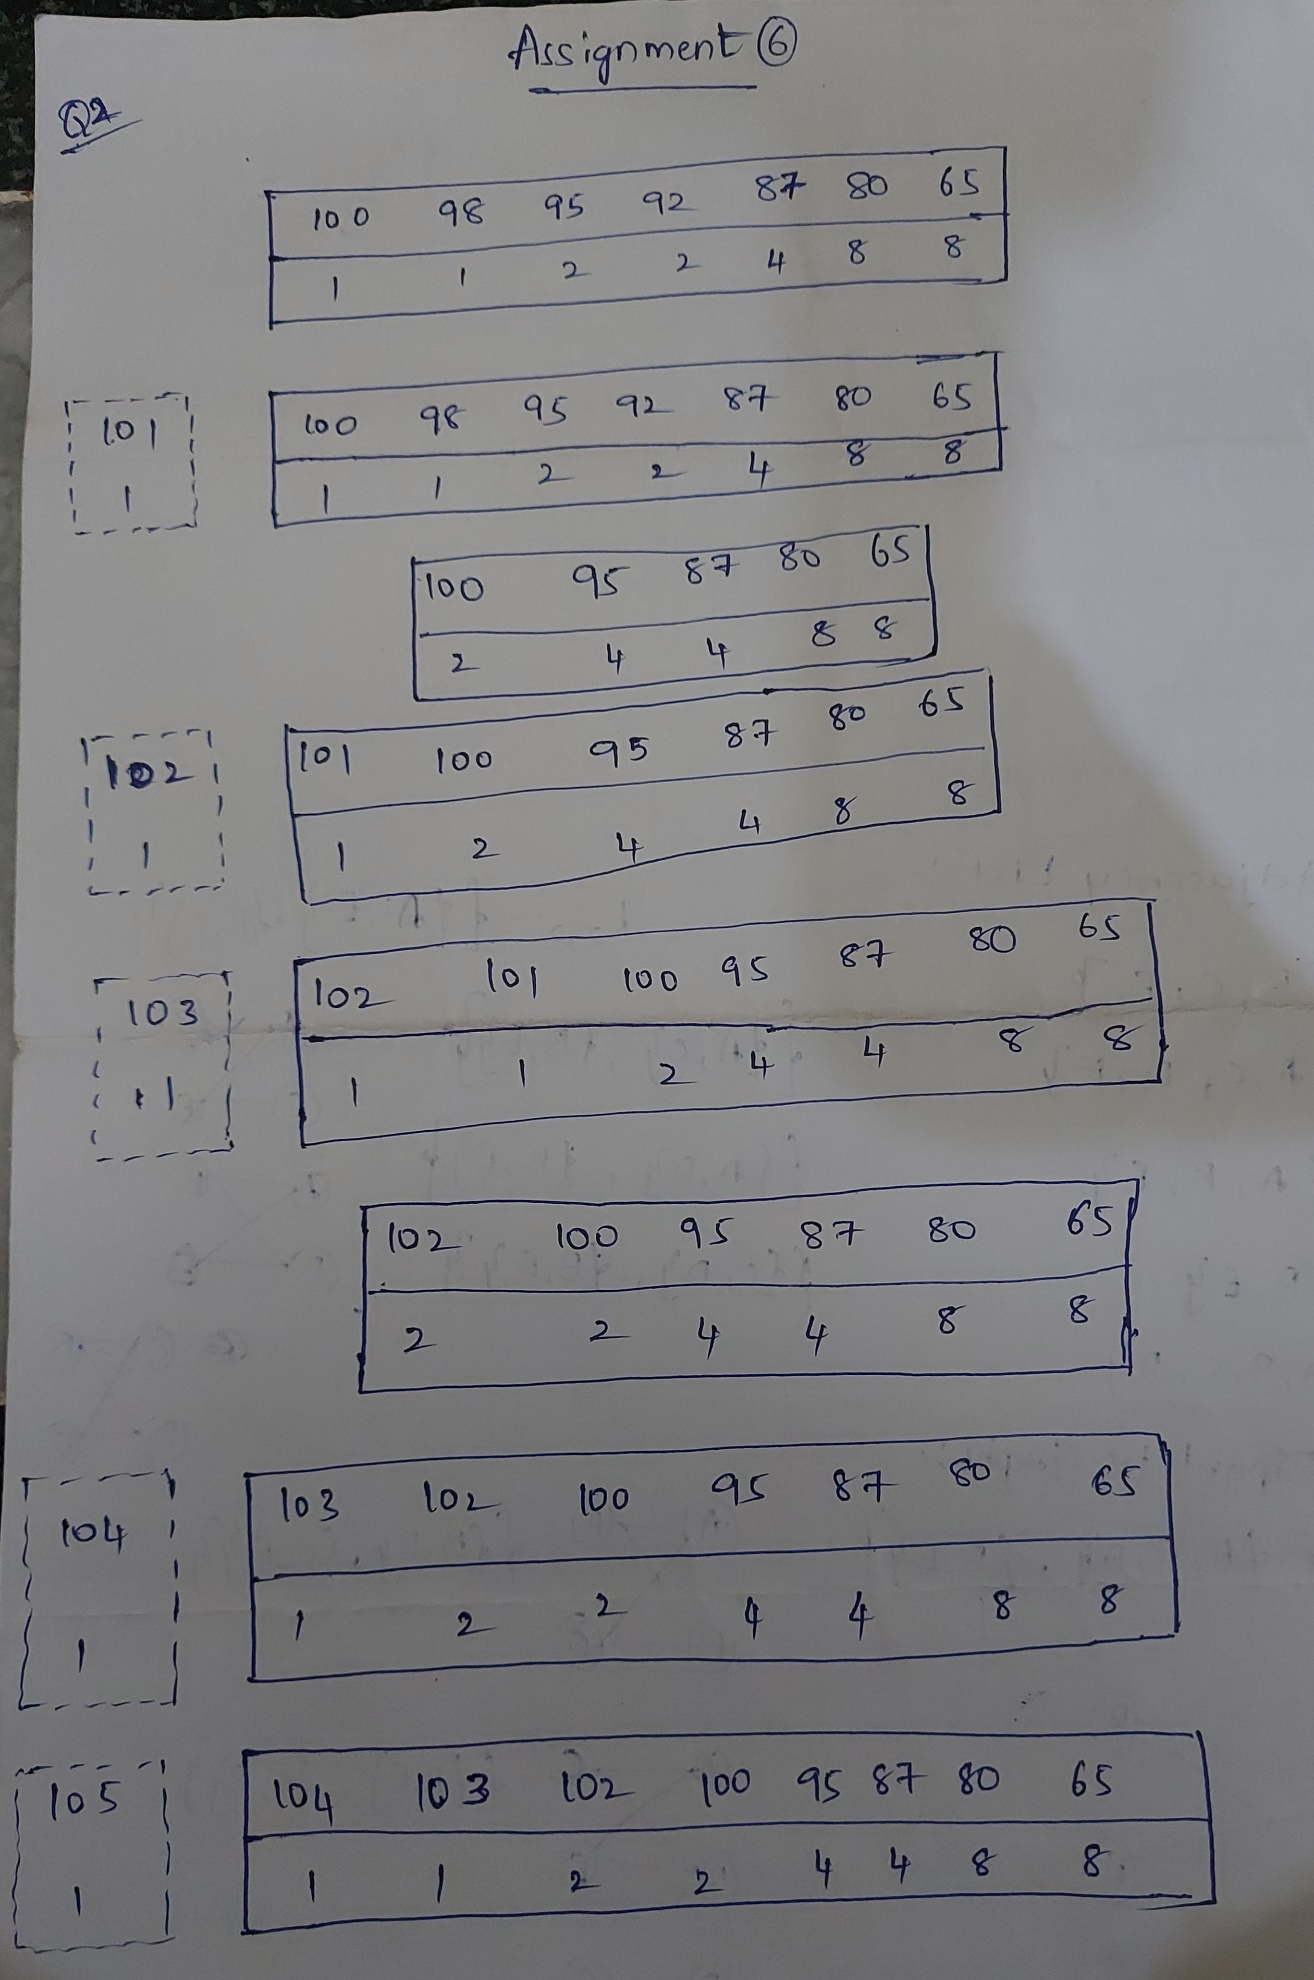 Assignment ⑥
Q2
100 98 95 92 87 80 65
1 1 2 2 4 8 8
101 100 98 95 92 87 80 65
1 1 1 2 2 4 8 8
100 95 87 80 65
2 4 4 8 8
102 101 100 95 87 80 65
1 1 2 4 4 8 8
103 102 101 100 95 87 80 65
1 1 1 2 4 4 8 8
102 100 95 87 80 65
2 2 4 4 8 8
104 103 102 100 95 87 80 65
1 1 2 2 4 4 8 8
105 104 103 102 100 95 87 80 65
1 1 1 2 2 4 4 8 8